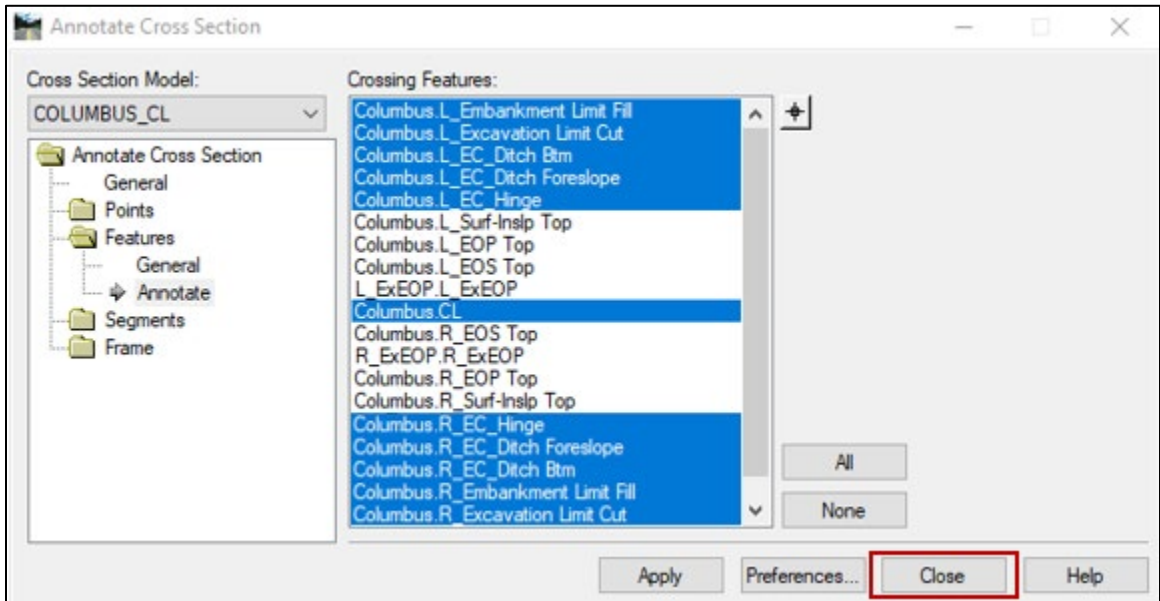 Annotate Cross Section
Cross Section Model:
COLUMBUS_CL
Annotate Cross Section
General
Points
Features
General
Annotate
Segments
Frame
Crossing Features:
Columbus.L_Embankment Limit Fill
Columbus.L_Excavation Limit Cut
Columbus.L_EC_Ditch Btm
Columbus.L_EC_Ditch Foreslope
Columbus.L_EC_Hinge
Columbus.L_Surf-Inslp Top
Columbus.L_EOP Top
Columbus.L_EOS Top
L_ExEOP.L_ExEOP
Columbus.CL
Columbus.R_EOS Top
R_ExEOP.R_ExEOP
Columbus.R_EOP Top
Columbus.R_Surf-Inslp Top
Columbus.R_EC_Hinge
Columbus.R_EC_Ditch Foreslope
Columbus.R_EC_Ditch Btm
Columbus.R_Embankment Limit Fill
Columbus.R_Excavation Limit Cut
All
None
Apply Preferences... Close Help